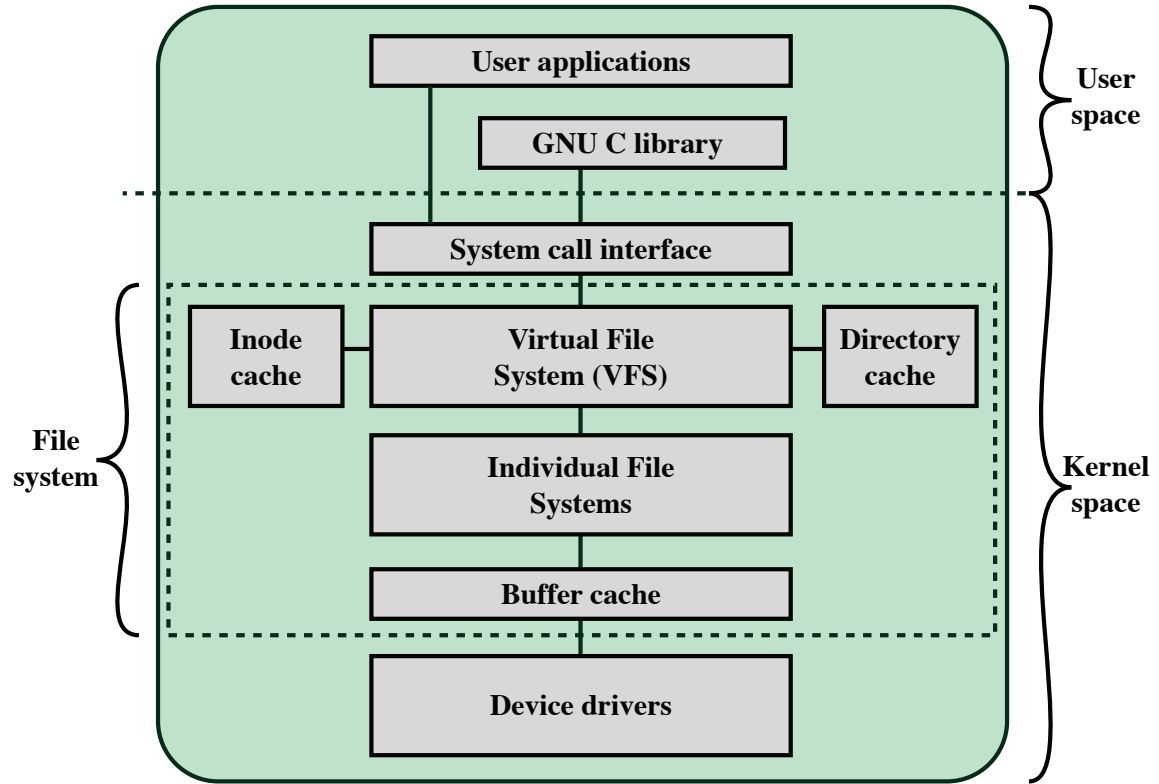 User applications
User
space
GNU C library
System call interface
Inode
cache
Virtual File
System (VFS)
Directory
cache
File
system
Individual File
Systems
Kernel
space
Buffer cache
Device drivers